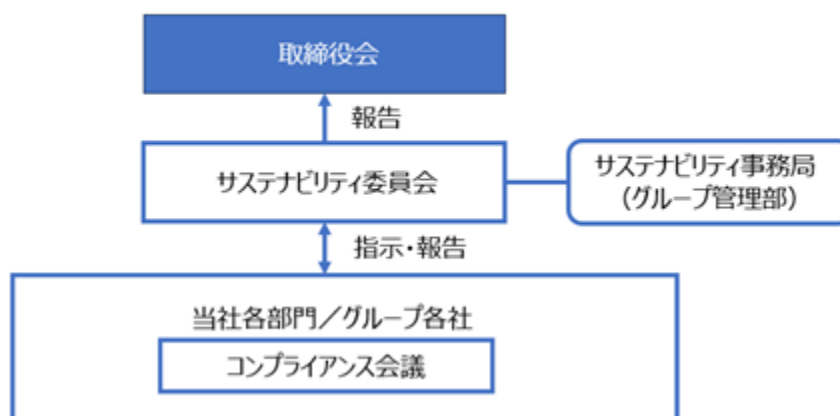 取締役会
報告
サステナビリティ委員会
サステナビリティ事務局
（グループ管理部）
指示・報告
当社各部門／グループ各社
コンプライアンス会議